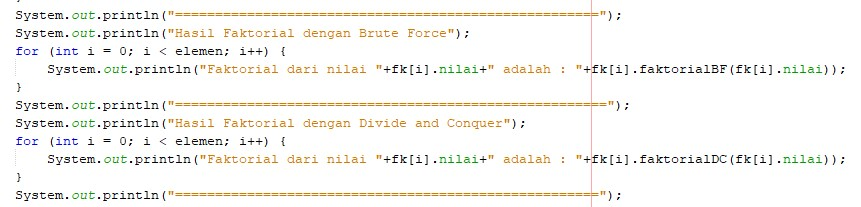 System.out.println("===================================================");
System.out.println("Hasil Faktorial dengan Brute Force");
for (int i = 0; i < elemen; i++) {
System.out.println("Faktorial dari nilai "+fk[i].nilai+" adalah : "+fk[i].faktorialBF(fk[i].nilai));
}
System.out.println("====================================================");
System.out.println("Hasil Faktorial dengan Divide and Conquer");
for (int i = 0; i < elemen; i++) {
System.out.println("Faktorial dari nilai "+fk[i].nilai+" adalah : "+fk[i].faktorialDC(fk[i].nilai));
}
System.out.println("===================================================");